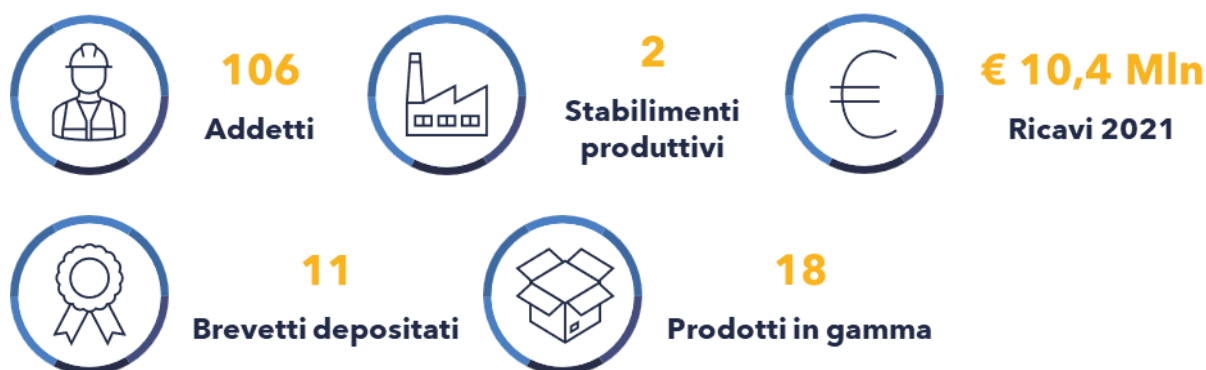 106
Addetti
2
Stabilimenti
produttivi
€ 10,4 Mln
Ricavi 2021
11
Brevetti depositati
18
Prodotti in gamma